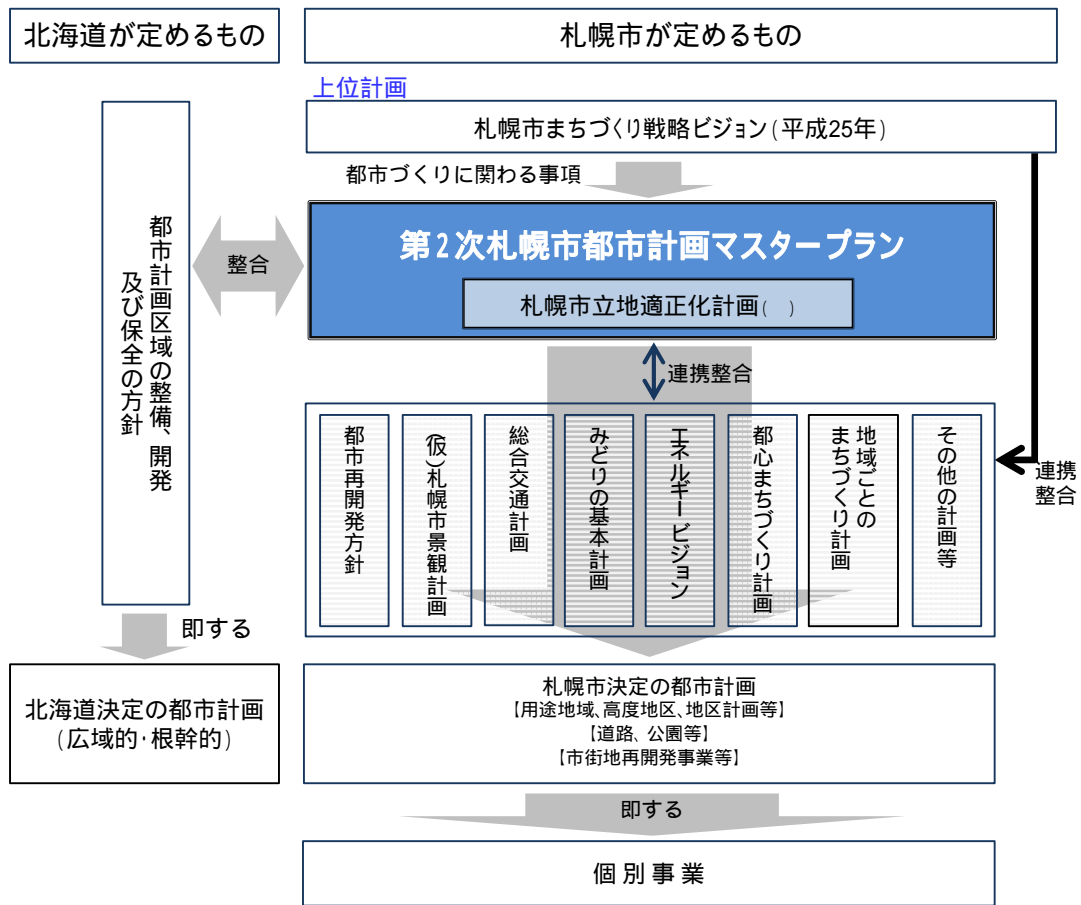 北海道が定めるもの
札幌市が定めるもの
上位計画
札幌市まちづくり戦略ビジョン(平成25年)
都市づくりに関わる事項
都市計画区域の整備、開発
及び保全の方針
整合
第2次札幌市都市計画マスタープラン
札幌市立地適正化計画( )
連携整合
都市再開発方針
(仮)札幌市景観計画
総合交通計画
みどりの基本計画
エネルギービジョン
都心まちづくり計画
地域ごとの
まちづくり計画
その他の計画等
連携
整合
即する
北海道決定の都市計画
(広域的・根幹的)
札幌市決定の都市計画
【用途地域、高度地区、地区計画等】
【道路、公園等】
【市街地再開発事業等】
即する
個別事業